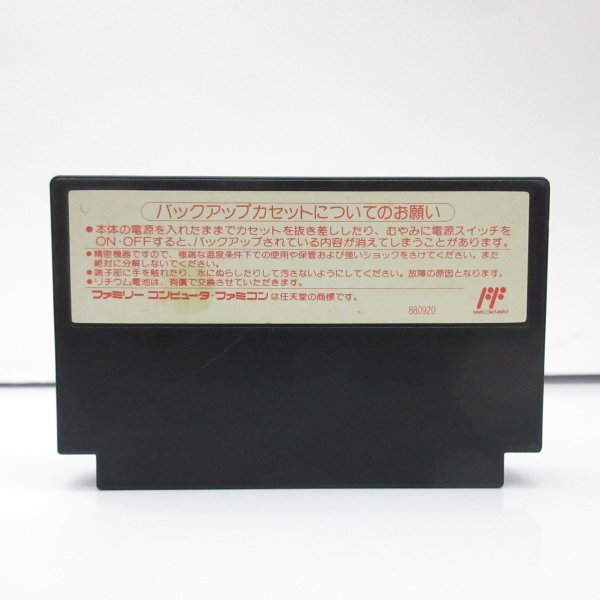 バックアップカセットについてのお願い
●本体の電源を入れたままでカセットを抜き差ししたり、むやみに電源スイッチを
ON・OFFすると、バックアップされている内容が消えてしまうことがあります。
●精密機器ですので、極端な温度条件下での使用や保管および強いショックをさけてください。また
絶対に分解しないでください。
●端子部に手を触れたり、水にぬらしたりして汚さないようにしてください。故障の原因となります。
●リチウム電池は、有償で交換させていただきます。
ファミリーコンピュータ・ファミコンは任天堂の商標です。
880920
FAMICOM FAMILY